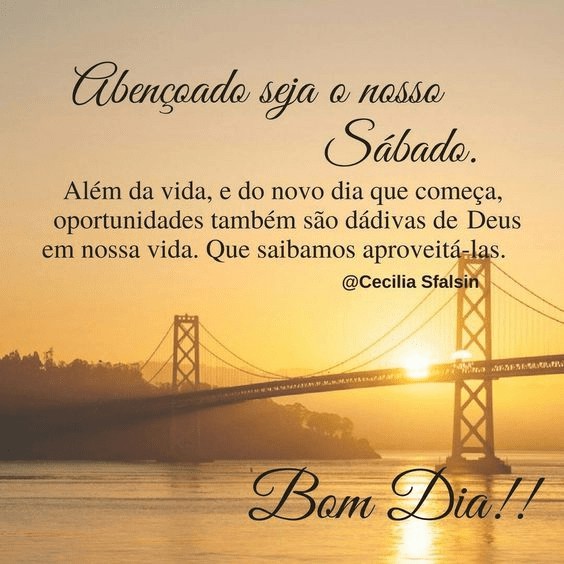 Abençoado seja o nosso
Sábado.
Além da vida, e do novo dia que começa,
oportunidades também são dádivas de Deus
em nossa vida. Que saibamos aproveitá-las.
@Cecilia Sfalsin
Bom Dia!!